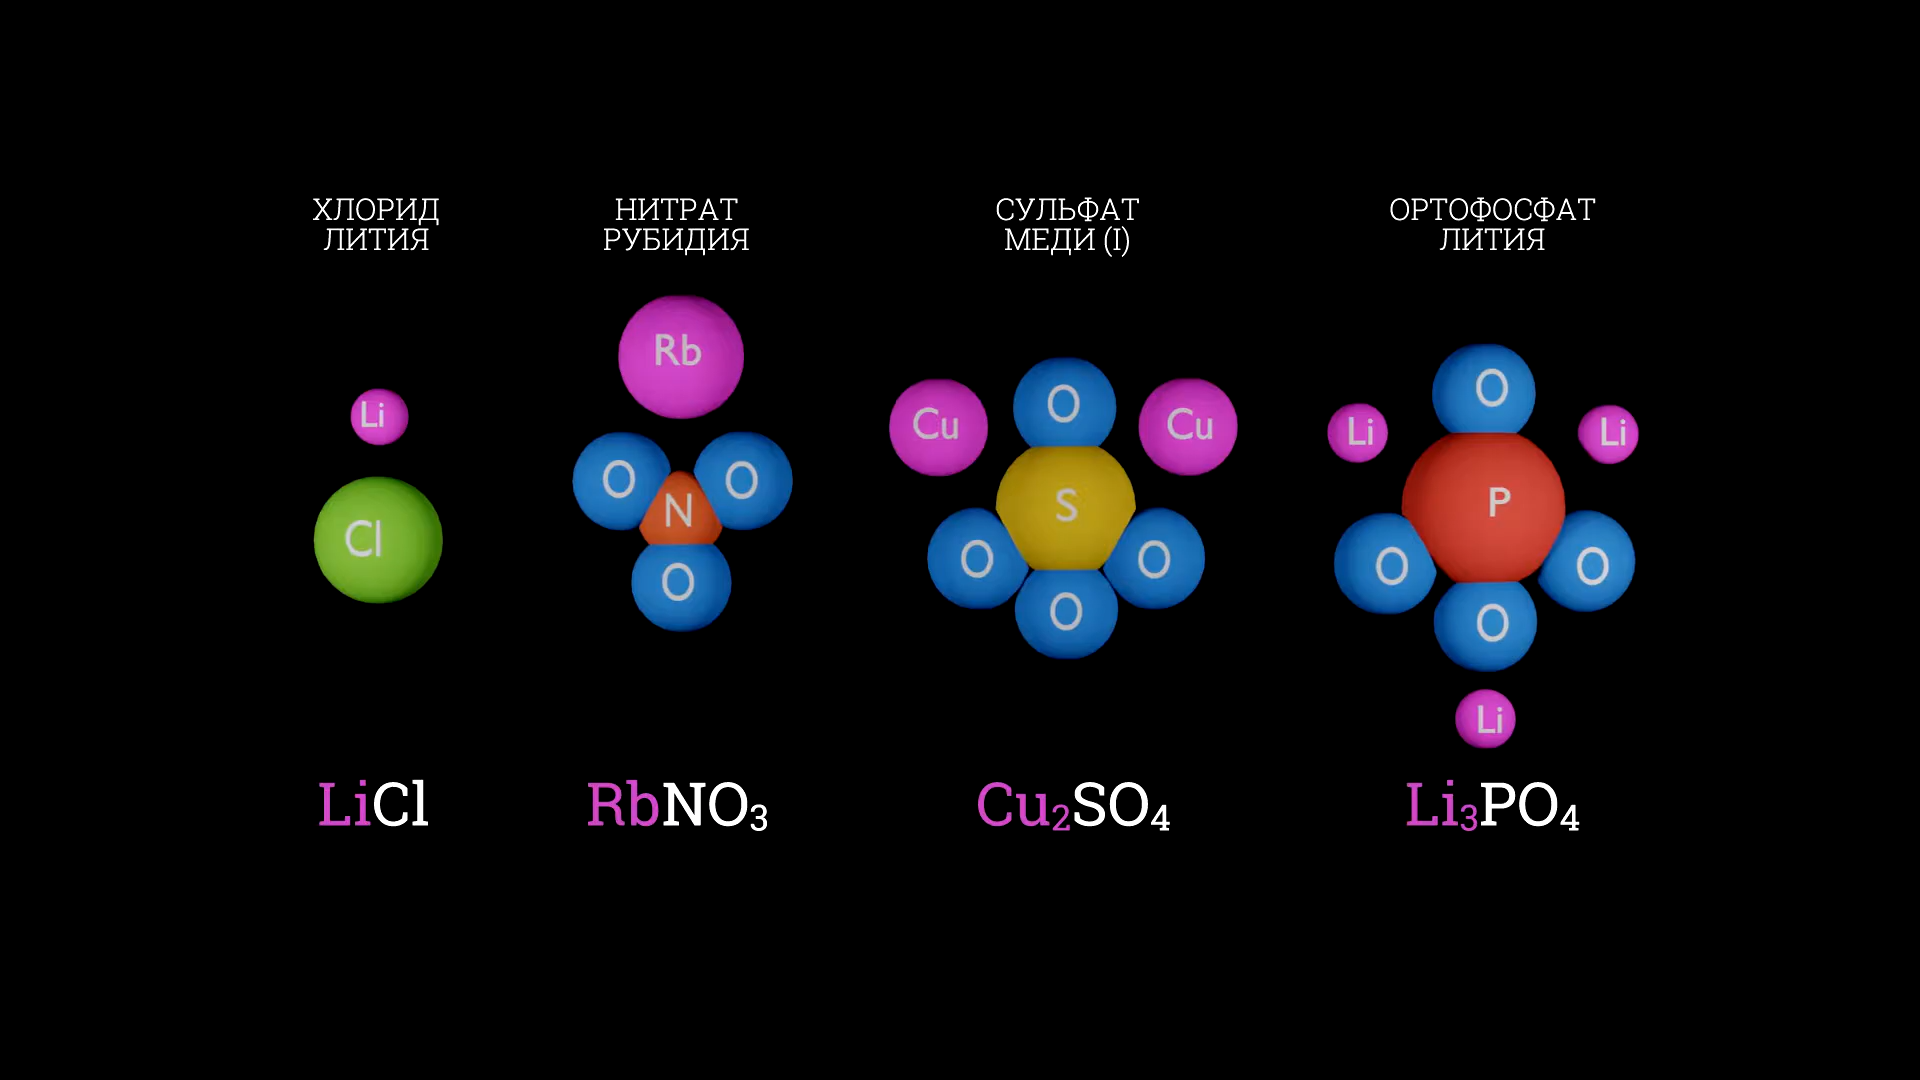 ХЛОРИД
ЛИТИЯ
Li
Cl
LiCl
НИТРАТ
РУБИДИЯ
Rb
O O
N
O
RbNO₃
СУЛЬФАТ
МЕДИ (I)
O
Cu Cu
S
O O
O
Cu₂SO₄
ОРТОФОСФАТ
ЛИТИЯ
O
Li Li
P
O O
O
Li
Li₃PO₄